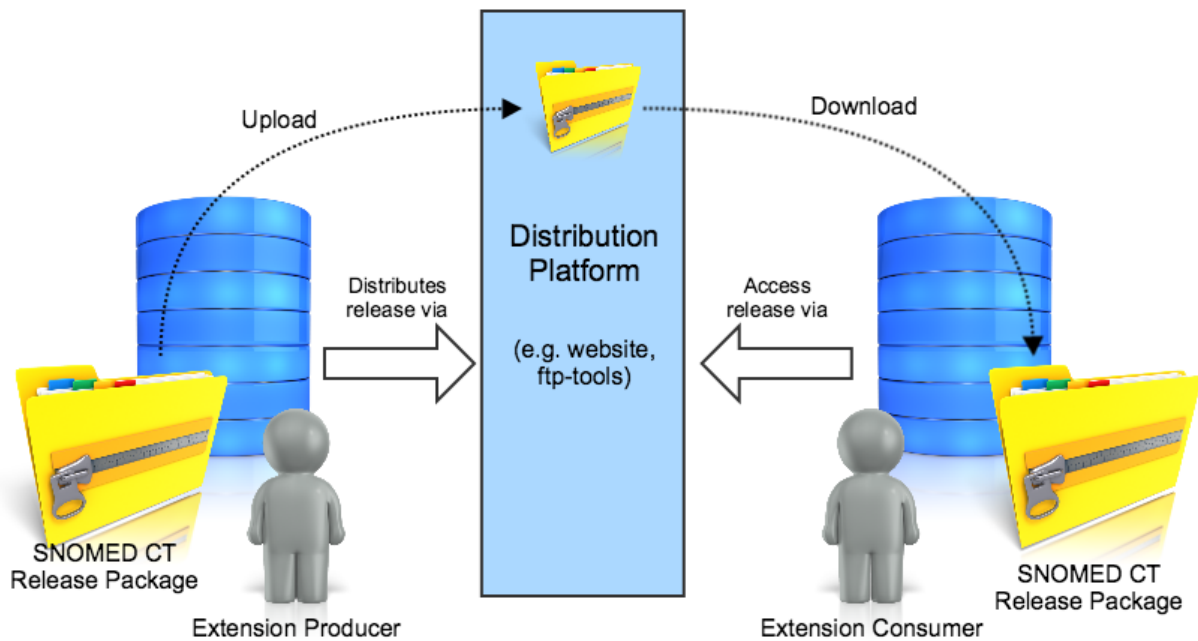 Upload
Download
Distribution
Platform
(e.g. website,
ftp-tools)
Distributes
release via
Access
release via
SNOMED CT
Release Package
Extension Producer
Extension Consumer
SNOMED CT
Release Package